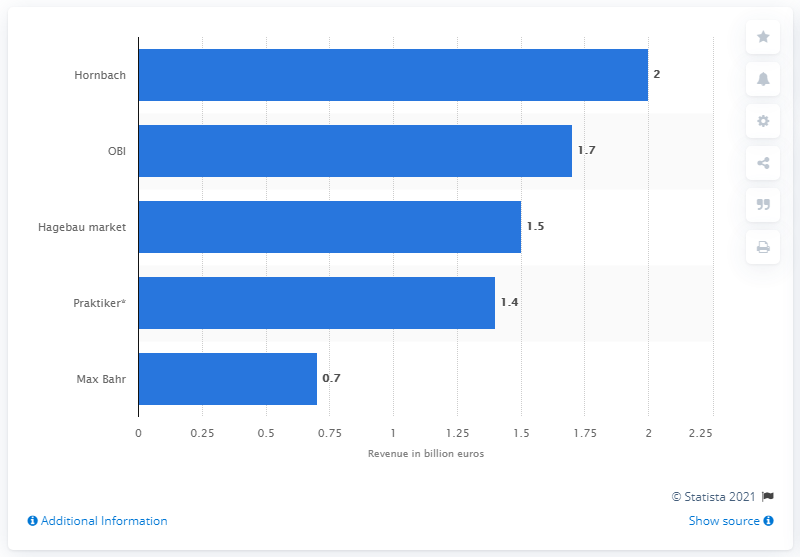 Hornbach 2
OBI 1.7
Hagebau market 1.5
Praktiker* 1.4
Max Bahr 0.7
0 0.25 0.5 0.75 1 1.25 1.5 1.75 2 2.25
Revenue in billion euros
© Statista 2021
Additional Information Show source